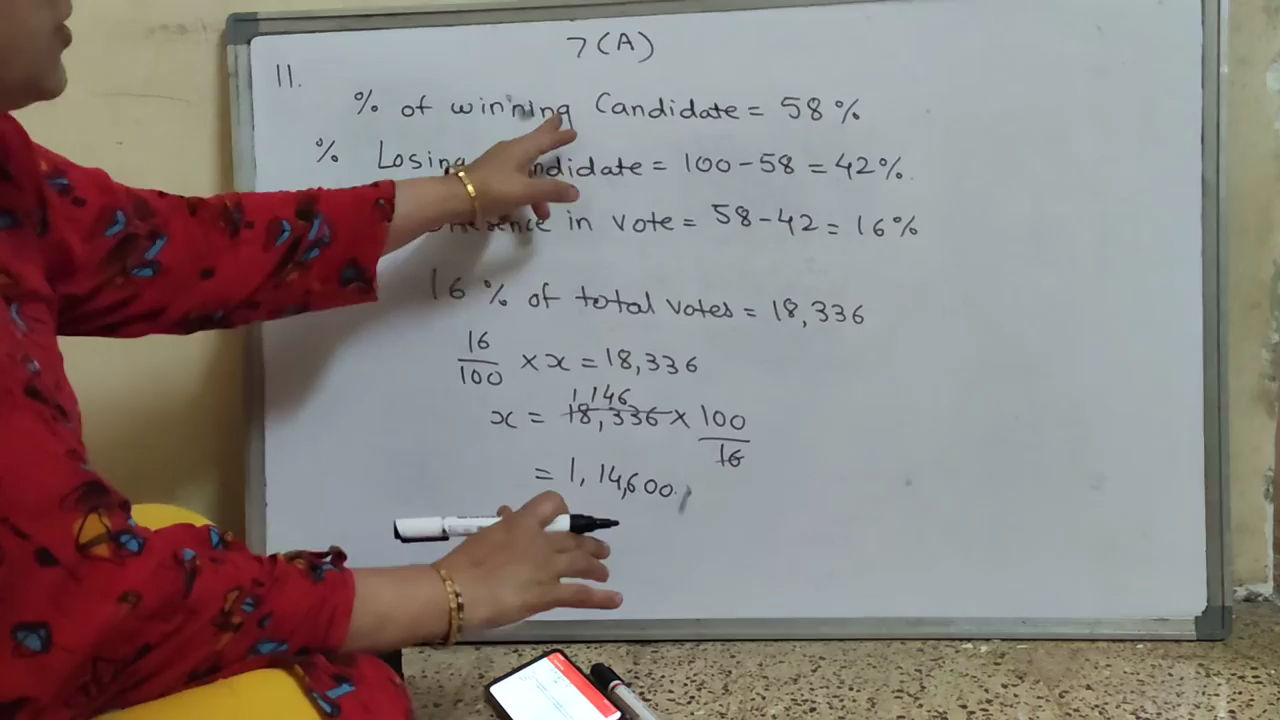 7(A)
11.
% of winning Candidate = 58%
% Losing ndidate = 100-58 = 42%.
in vote = 58-42 = 16%
16 % of total votes = 18,336
16/100 × x = 18,336
1,146
x = 18,336 × 100/16
= 1,14,600.